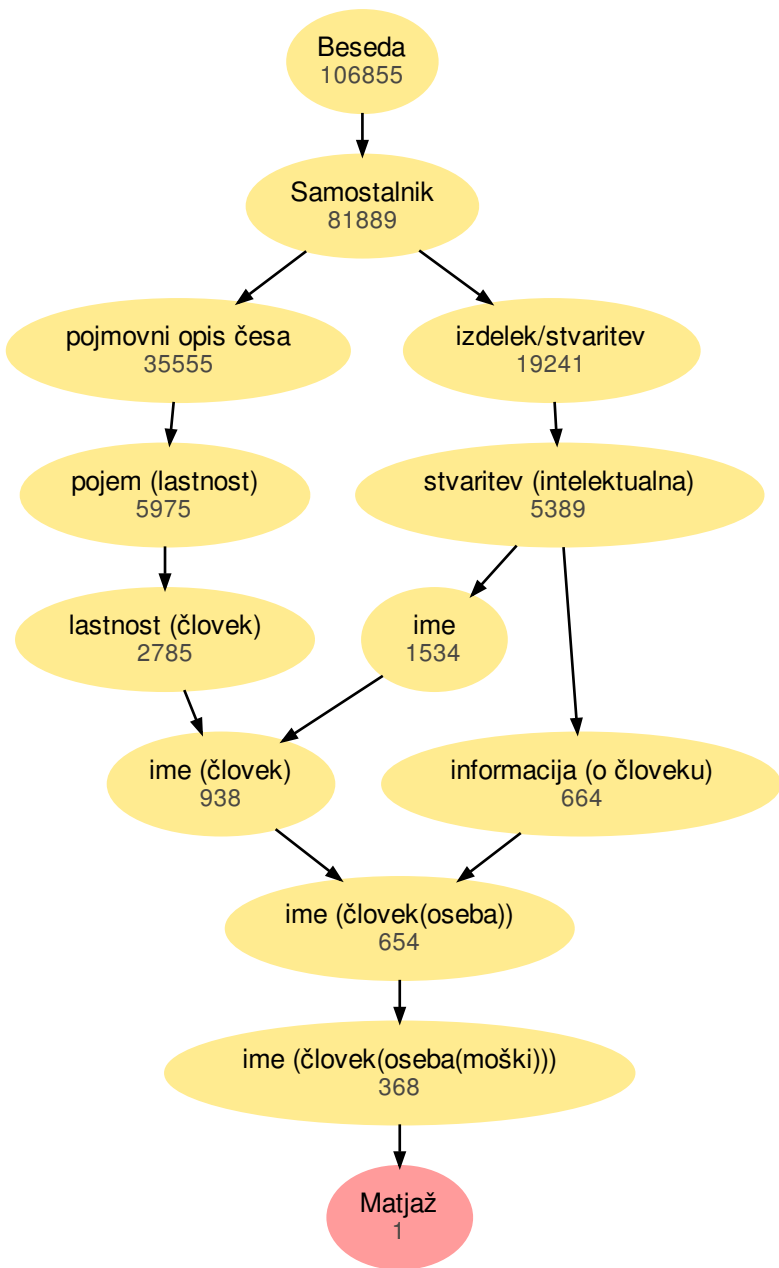 Beseda
106855
Samostalnik
81889
pojmovni opis česa
35555
izdelek/stvaritev
19241
pojem (lastnost)
5975
stvaritev (intelektualna)
5389
lastnost (človek)
2785
ime
1534
ime (človek)
938
informacija (o človeku)
664
ime (človek(oseba))
654
ime (človek(oseba(moški)))
368
Matjaž
1